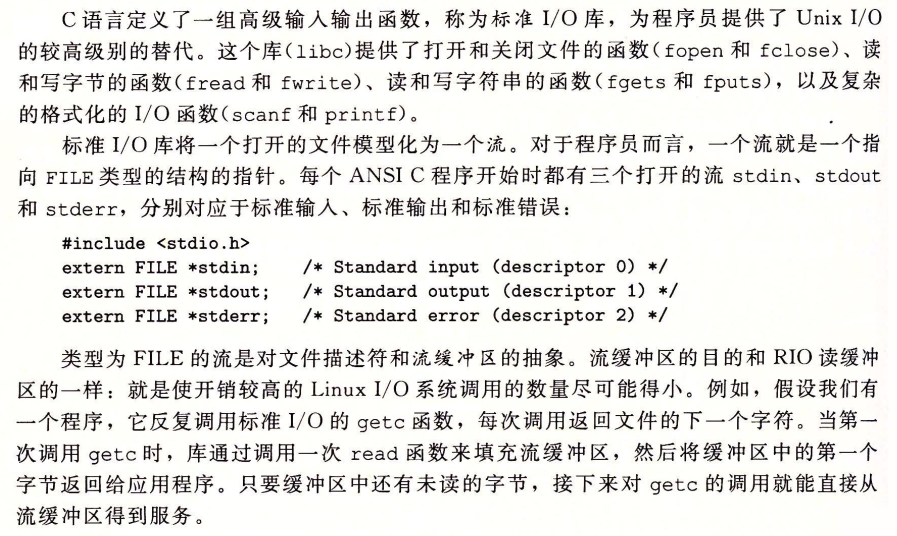 C 语言定义了一组高级输入输出函数，称为标准 I/O 库，为程序员提供了 Unix I/O
的较高级别的替代。这个库(libc)提供了打开和关闭文件的函数(fopen 和 fclose)、读
和写字节的函数(fread 和 fwrite)、读和写字符串的函数(fgets 和 fputs)，以及复杂
的格式化的 I/O 函数(scanf 和 printf)。
标准 I/O 库将一个打开的文件模型化为一个流。对于程序员而言，一个流就是一个指
向 FILE 类型的结构的指针。每个 ANSI C 程序开始时都有三个打开的流 stdin、stdout
和 stderr，分别对应于标准输入、标准输出和标准错误：
#include <stdio.h>
extern FILE *stdin; /* Standard input (descriptor 0) */
extern FILE *stdout; /* Standard output (descriptor 1) */
extern FILE *stderr; /* Standard error (descriptor 2) */
类型为 FILE 的流是对文件描述符和流缓冲区的抽象。流缓冲区的目的和 RIO 读缓冲
区的一样：就是使开销较高的 Linux I/O 系统调用的数量尽可能得小。例如，假设我们有
一个程序，它反复调用标准 I/O 的 getc 函数，每次调用返回文件的下一个字符。当第一
次调用 getc 时，库通过调用一次 read 函数来填充流缓冲区，然后将缓冲区中的第一个
字节返回给应用程序。只要缓冲区中还有未读的字节，接下来对 getc 的调用就能直接从
流缓冲区得到服务。